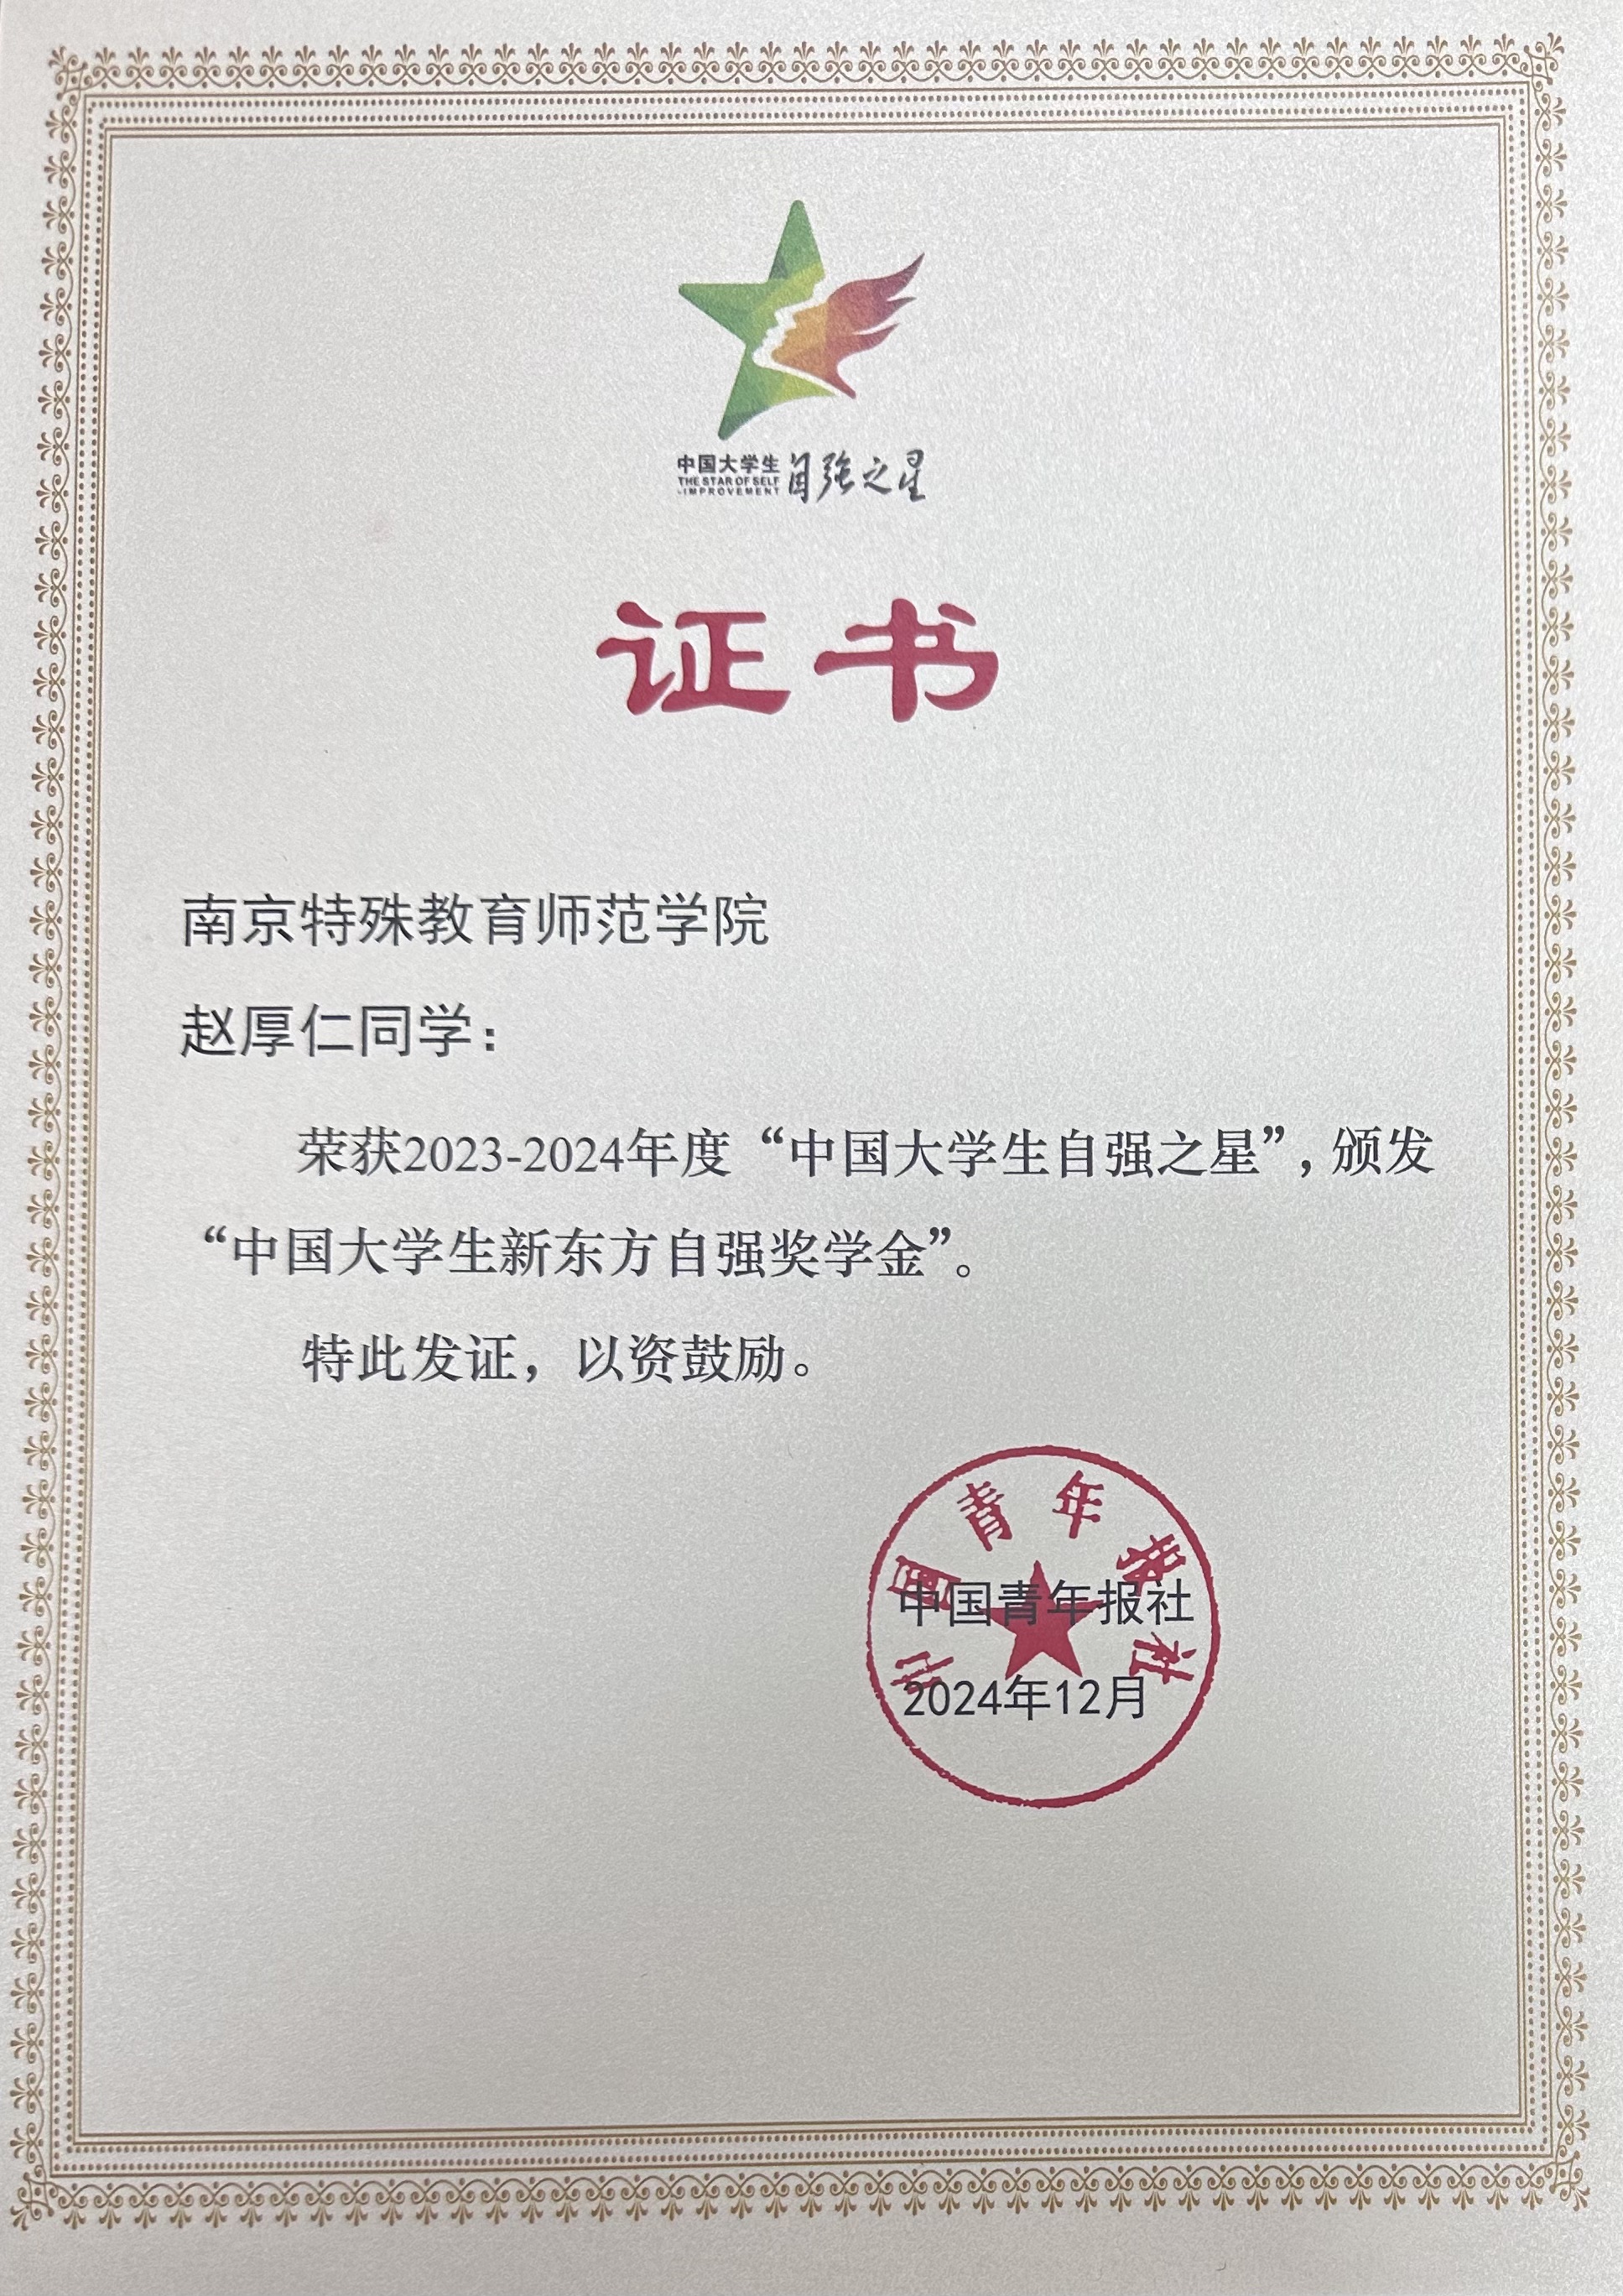 中国大学生
THE STAR OF SELF
-IMPROVEMENT
自强之星
证书
南京特殊教育师范学院
赵厚仁同学：
荣获2023-2024年度“中国大学生自强之星”，颁发
“中国大学生新东方自强奖学金”。
特此发证，以资鼓励。
中国青年报社
中国青年报社
2024年12月